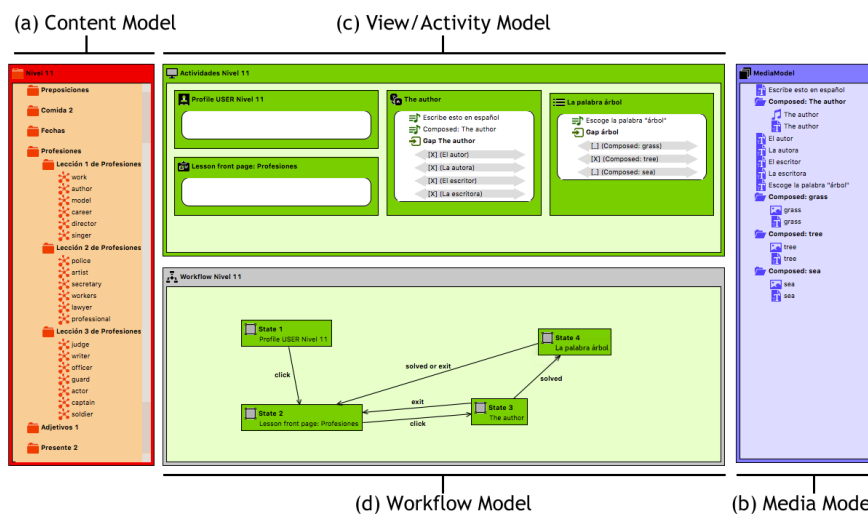 (a) Content Model
(c) View/Activity Model
Nivel 11
Preposiciones
Comida 2
Fechas
Profesiones
Lección 1 de Profesiones
work
author
model
career
director
singer
Lección 2 de Profesiones
police
artist
secretary
workers
lawyer
professional
Lección 3 de Profesiones
judge
writer
officer
guard
actor
captain
soldier
Adjetivos 1
Presente 2
Actividades Nivel 11
Profile USER Nivel 11
Lesson front page: Profesiones
The author
Escribe esto en español
Composed: The author
Gap The author
[X] (El autor)
[X] (La autora)
[X] (El escritor)
[X] (La escritora)
La palabra árbol
Escoge la palabra "árbol"
Gap árbol
[_] (Composed: grass)
[X] (Composed: tree)
[_] (Composed: sea)
Workflow Nivel 11
State 1
Profile USER Nivel 11
click
State 2
Lesson front page: Profesiones
exit
click
State 3
The author
solved
State 4
La palabra árbol
solved or exit
MediaModel
Escribe esto en español
Composed: The author
The author
The author
El autor
La autora
El escritor
La escritora
Escoge la palabra "árbol"
Composed: grass
grass
grass
Composed: tree
tree
tree
Composed: sea
sea
sea
(d) Workflow Model
(b) Media Mode